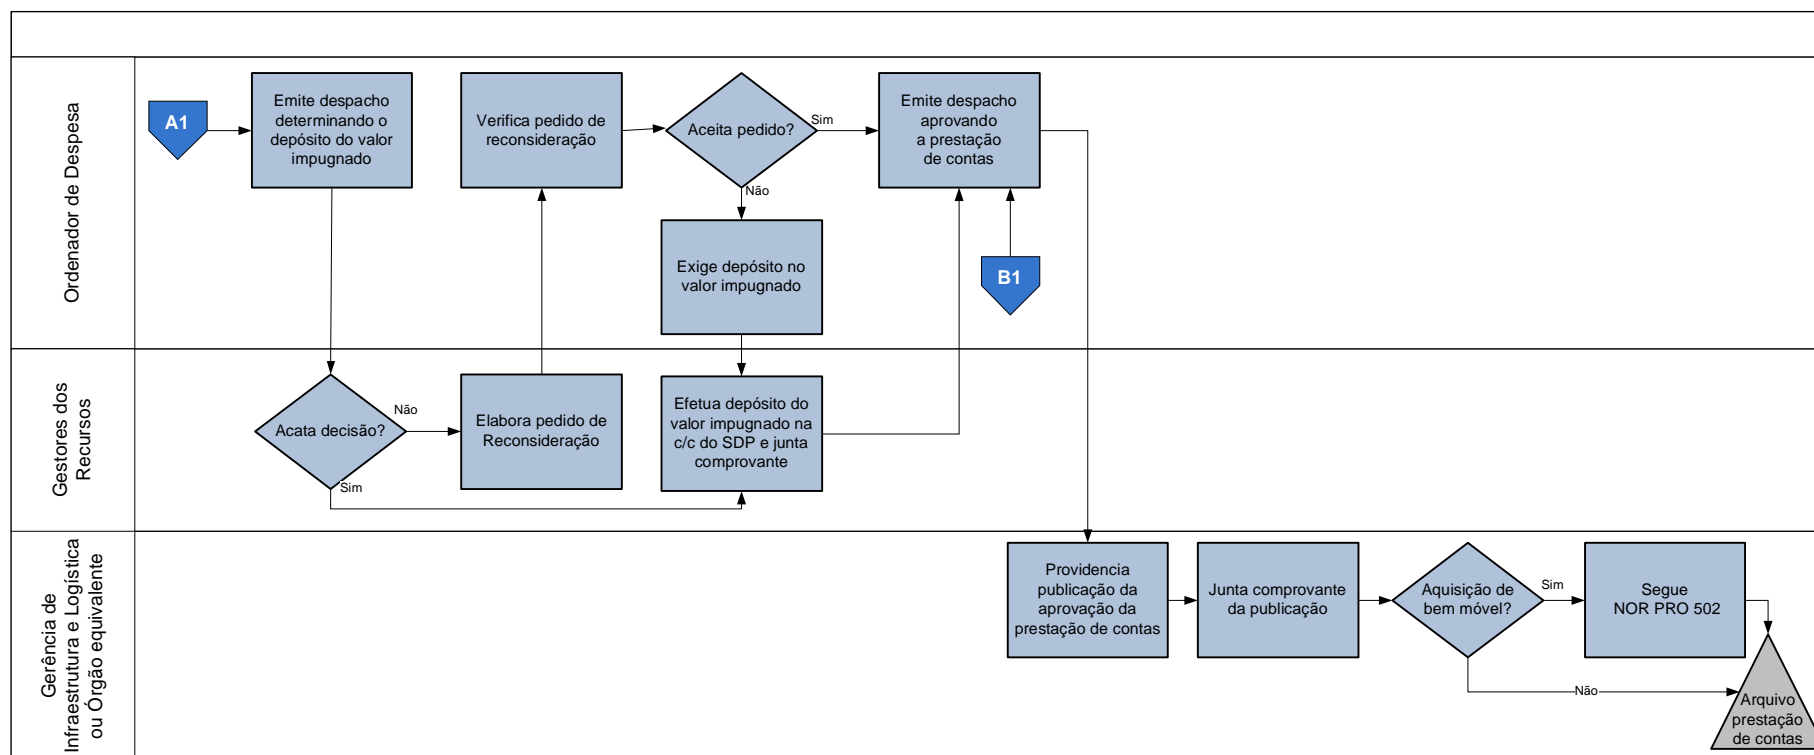 Ordenador de Despesa
A1
Emite despacho
determinando o
depósito do valor
impugnado
Verifica pedido de
reconsideração
Aceita pedido?
Sim
Não
Emite despacho
aprovando
a prestação
de contas
Exige depósito no
valor impugnado
B1
Gestores dos
Recursos
Acata decisão?
Não
Sim
Elabora pedido de
Reconsideração
Efetua depósito do
valor impugnado na
c/c do SDP e junta
comprovante
Gerência de
Infraestrutura e Logística
ou Órgão equivalente
Providencia
publicação da
aprovação da
prestação de contas
Junta comprovante
da publicação
Aquisição de
bem móvel?
Sim
Não
Segue
NOR PRO 502
Arquivo
prestação
de contas